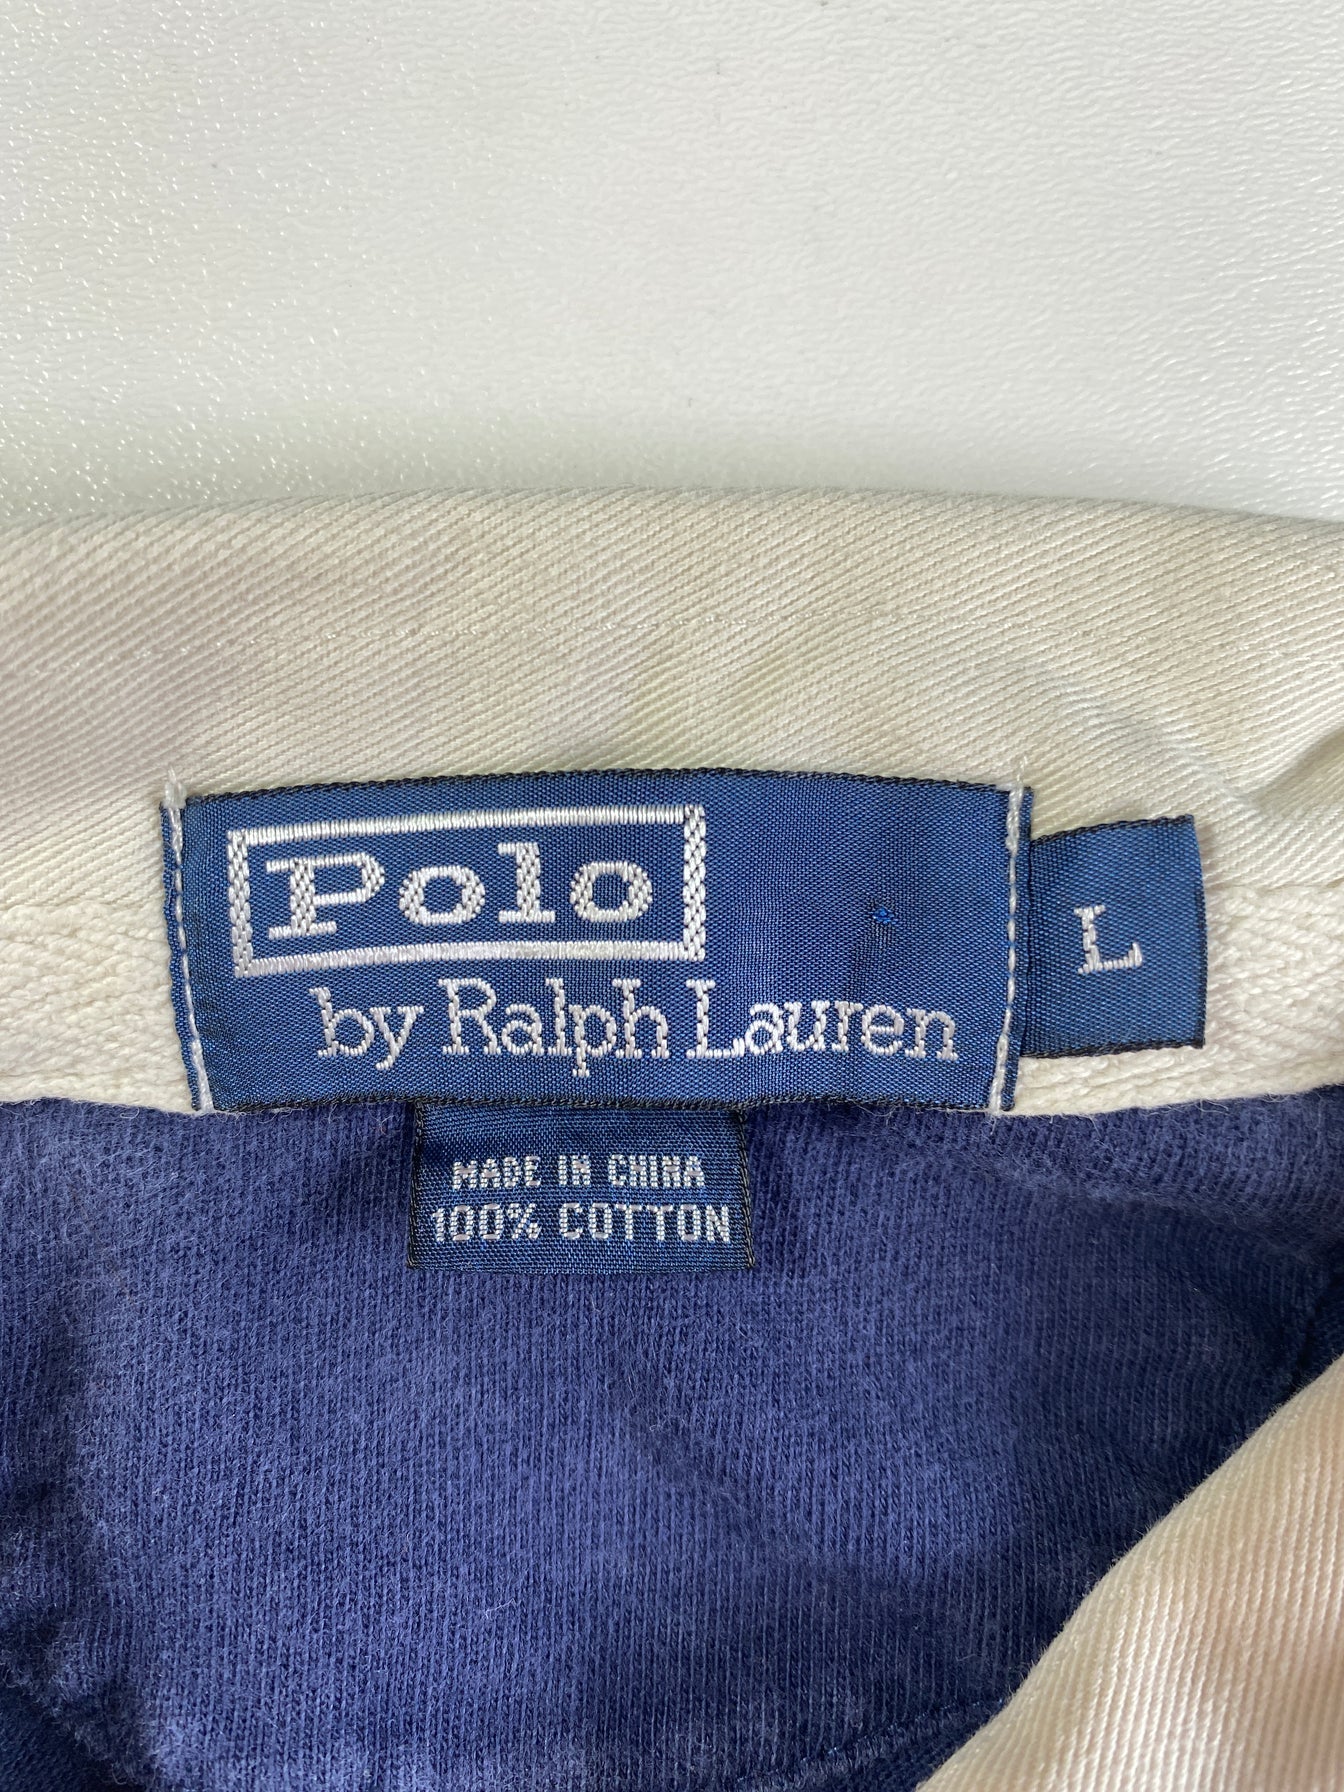 Polo
by Ralph Lauren
L
MADE IN CHINA
100% COTTON